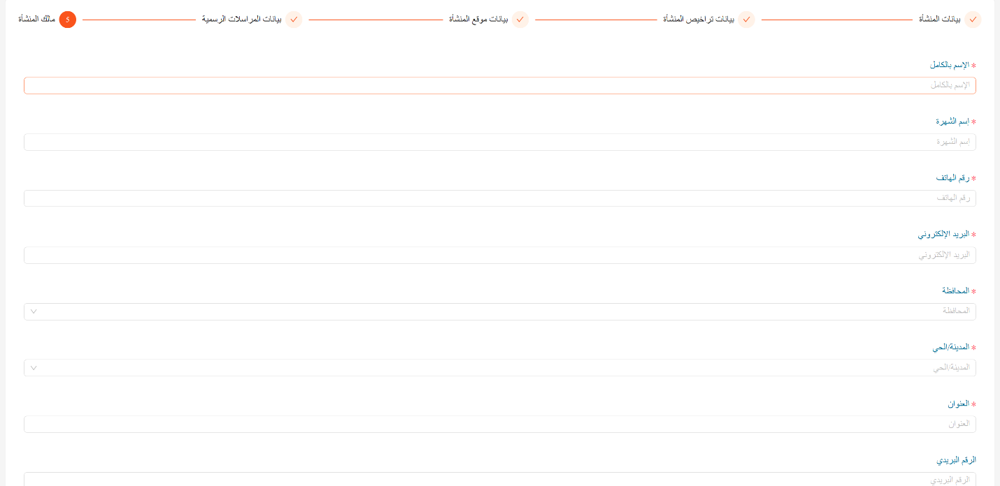 بيانات المنشأة
بيانات تراخيص المنشأة
بيانات موقع المنشأة
بيانات المراسلات الرسمية
5 مالك المنشأة
* الإسم بالكامل
الإسم بالكامل
* إسم الشهرة
إسم الشهرة
* رقم الهاتف
رقم الهاتف
* البريد الإلكتروني
البريد الإلكتروني
* المحافظة
المحافظة
* المدينة/الحي
المدينة/الحي
* العنوان
العنوان
الرقم البريدي
الرقم البريدي